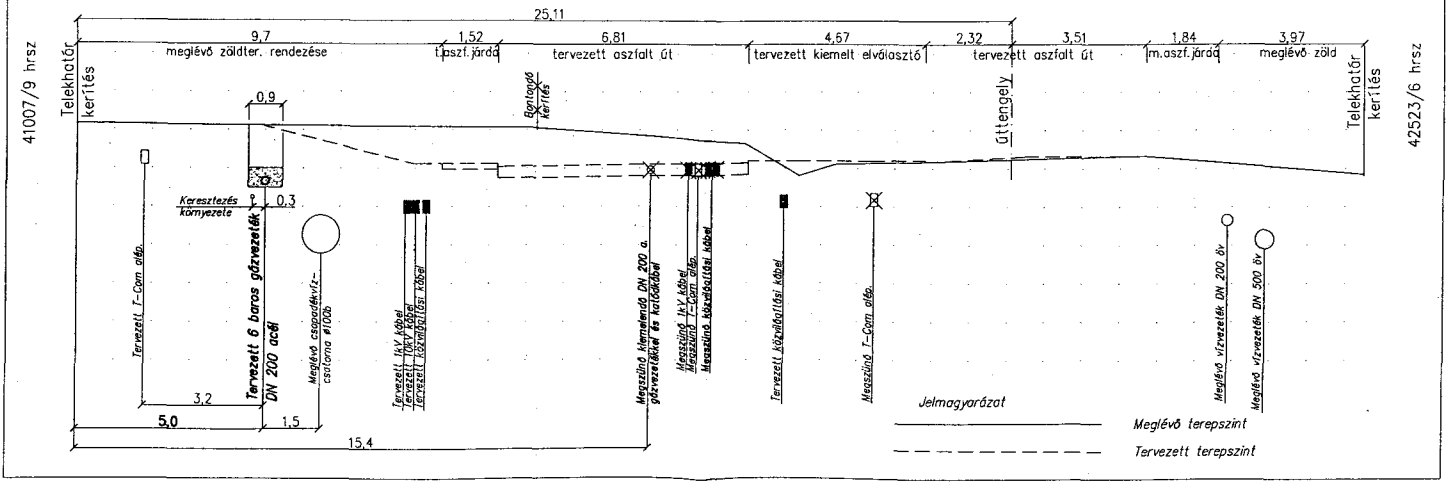 25,11
9,7
1,52
6,81
4,67
2,32
3,51
1,84
3,97
meglévő zöldter. rendezése
t.aszf.járda
tervezett aszfalt út
tervezett kiemelt elválasztó
tervezett aszfalt út
m.aszf.járda
meglévő zöld
41007/9 hrsz
Telekhatár
kerítés
0,9
Bontandó
kerítés
úttengely
Telekhatár
kerítés
42523/6 hrsz
Keresztezés
környezete
0,3
Tervezett T-Com alép.
Tervezett 6 baros gázvezeték
DN 200 acél
Meglévő csapadékvíz-
csatorna ø100b
Tervezett 1kV kábel
Tervezett 10kV kábel
Tervezett közvilágítási kábel
Megszűnő kiemelendő DN 200 a.
gázvezetékkel és katódkábel
Megszűnő 1kV kábel
Megszűnő T-Com alép.
Megszűnő közvilágítási kábel
Tervezett közvilágítási kábel
Megszűnő T-Com alép.
Meglévő vízvezeték DN 200 öv
Meglévő vízvezeték DN 500 öv
3,2
5,0
1,5
15,4
Jelmagyarázat
Meglévő terepszint
Tervezett terepszint